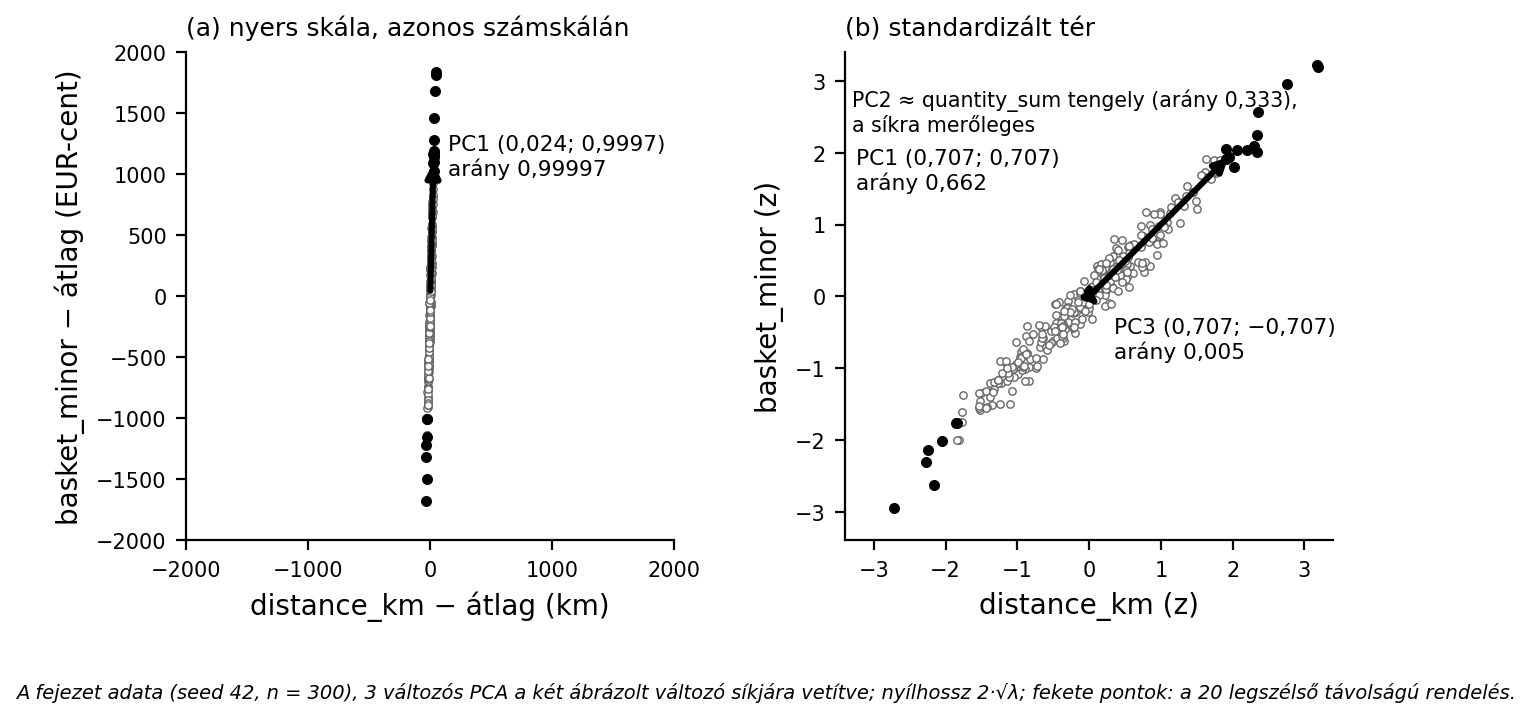 (a) nyers skála, azonos számskálán
basket_minor − átlag (EUR-cent)
2000
1500
1000
500
0
−500
−1000
−1500
−2000
PC1 (0,024; 0,9997)
arány 0,99997
−2000
−1000
0
1000
2000
distance_km − átlag (km)
(b) standardizált tér
basket_minor (z)
3
2
1
0
−1
−2
−3
PC2 ≈ quantity_sum tengely (arány 0,333),
a síkra merőleges
PC1 (0,707; 0,707)
arány 0,662
PC3 (0,707; −0,707)
arány 0,005
−3
−2
−1
0
1
2
3
distance_km (z)
A fejezet adata (seed 42, n = 300), 3 változós PCA a két ábrázolt változó síkjára vetítve; nyílhossz 2·√λ; fekete pontok: a 20 legszélső távolságú rendelés.